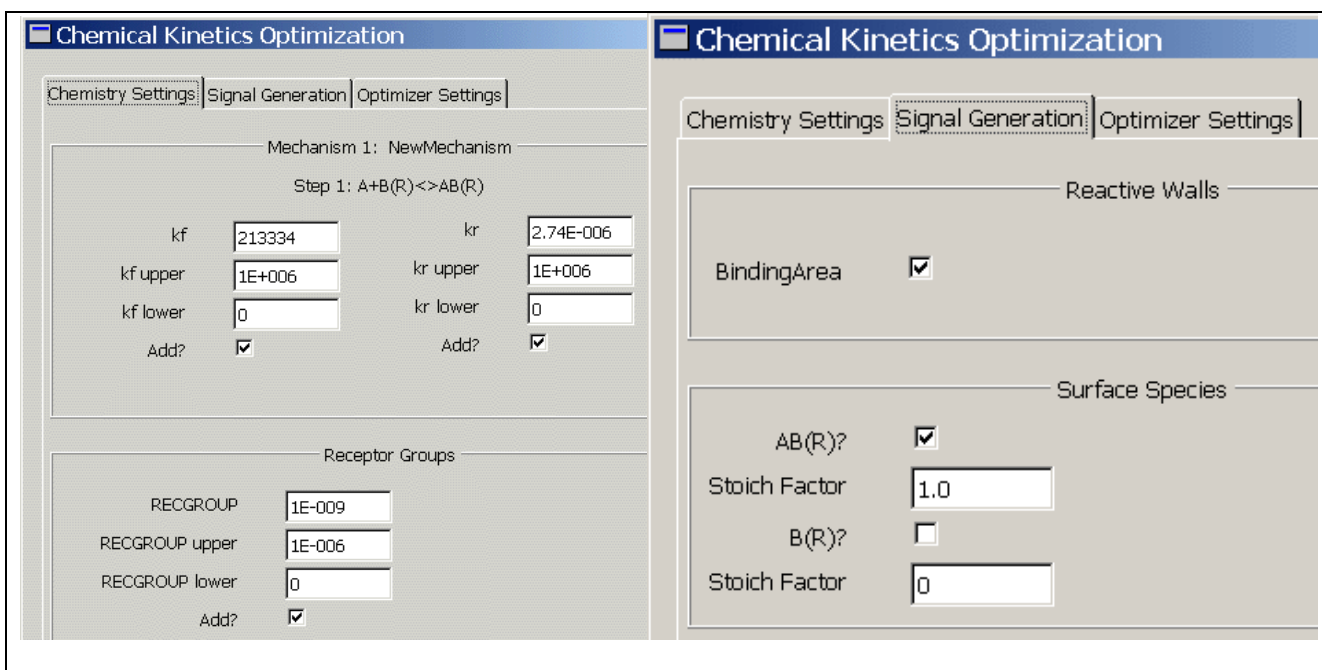 Chemical Kinetics Optimization
Chemistry Settings Signal Generation Optimizer Settings
Mechanism 1: NewMechanism
Step 1: A+B(R)<>AB(R)
kf 213334 kr 2.74E-006
kf upper 1E+006 kr upper 1E+006
kf lower 0 kr lower 0
Add? Add?
Receptor Groups
RECGROUP 1E-009
RECGROUP upper 1E-006
RECGROUP lower 0
Add?
Chemical Kinetics Optimization
Chemistry Settings Signal Generation Optimizer Settings
Reactive Walls
BindingArea
Surface Species
AB(R)?
Stoich Factor 1.0
B(R)?
Stoich Factor 0